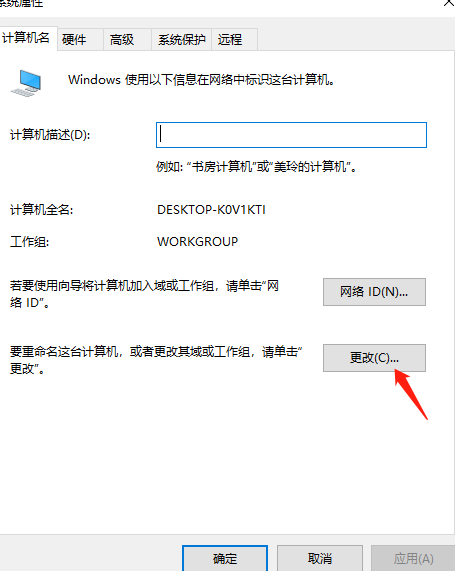 系统属性
计算机名 硬件 高级 系统保护 远程
Windows 使用以下信息在网络中标识这台计算机。
计算机描述(D):
例如: “书房计算机”或“美玲的计算机”。
计算机全名: DESKTOP-K0V1KTI
工作组: WORKGROUP
若要使用向导将计算机加入域或工作组，请单击“网
络 ID”。
网络 ID(N)...
要重命名这台计算机，或者更改其域或工作组，请单击“
更改”。
更改(C)...
确定 取消 应用(A)